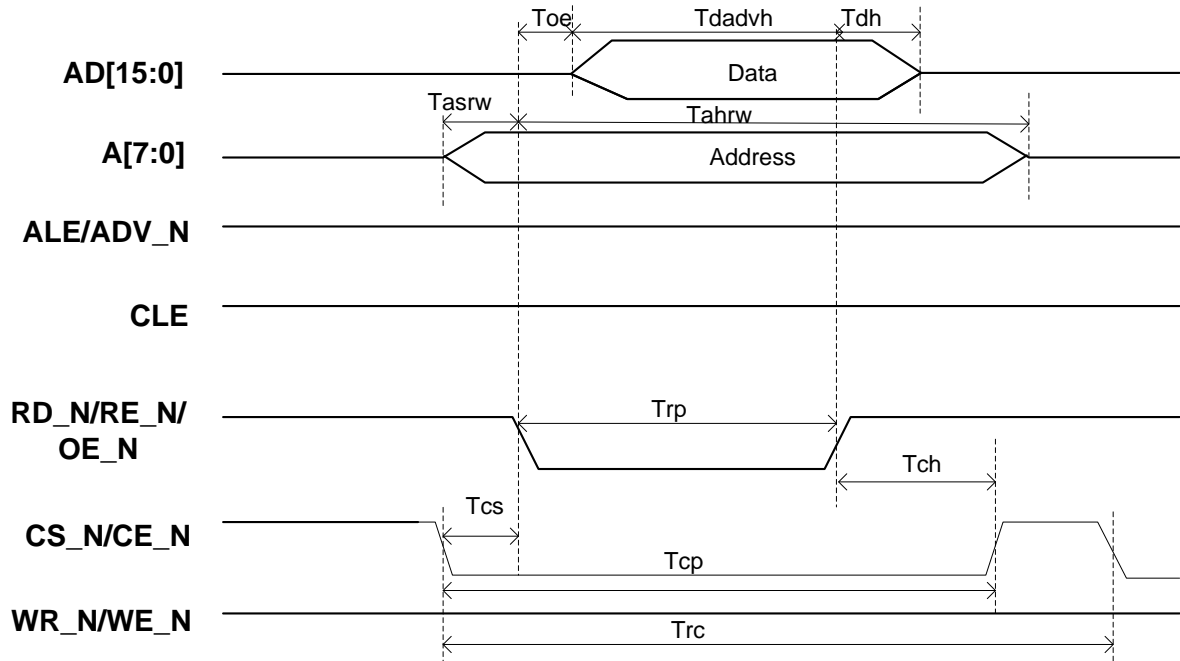 Toe Tdadvh Tdh
AD[15:0] Data
Tasrw Tahrw
A[7:0] Address
ALE/ADV_N
CLE
RD_N/RE_N/
OE_N
Trp
Tch
Tcs
CS_N/CE_N
Tcp
WR_N/WE_N
Trc